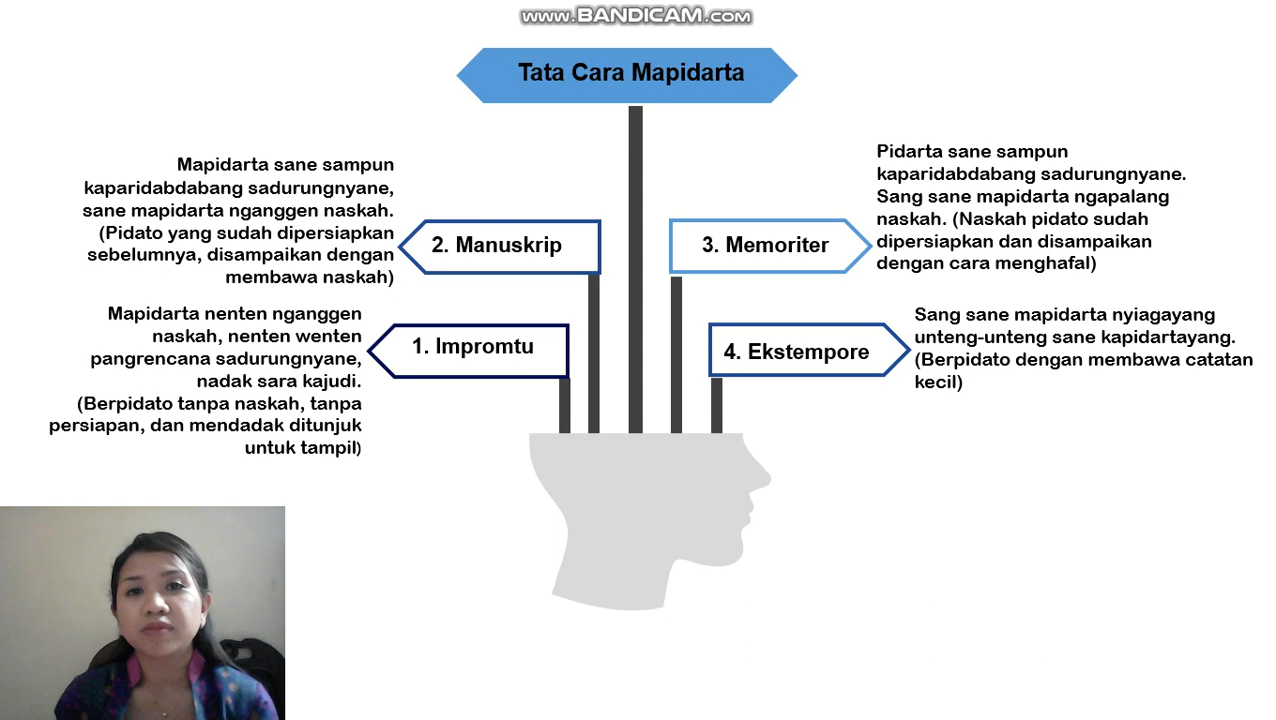 www.BANDICAM.com
Tata Cara Mapidarta
Mapidarta sane sampun
kaparidabdabang sadurungnyane,
sane mapidarta nganggen naskah.
(Pidato yang sudah dipersiapkan
sebelumnya, disampaikan dengan
membawa naskah)
2. Manuskrip
3. Memoriter
Pidarta sane sampun
kaparidabdabang sadurungnyane.
Sang sane mapidarta ngapalang
naskah. (Naskah pidato sudah
dipersiapkan dan disampaikan
dengan cara menghafal)
Mapidarta nenten nganggen
naskah, nenten wenten
pangrencana sadurungnyane,
nadak sara kajudi.
(Berpidato tanpa naskah, tanpa
persiapan, dan mendadak ditunjuk
untuk tampil)
1. Impromtu
4. Ekstempore
Sang sane mapidarta nyiagayang
unteng-unteng sane kapidartayang.
(Berpidato dengan membawa catatan
kecil)